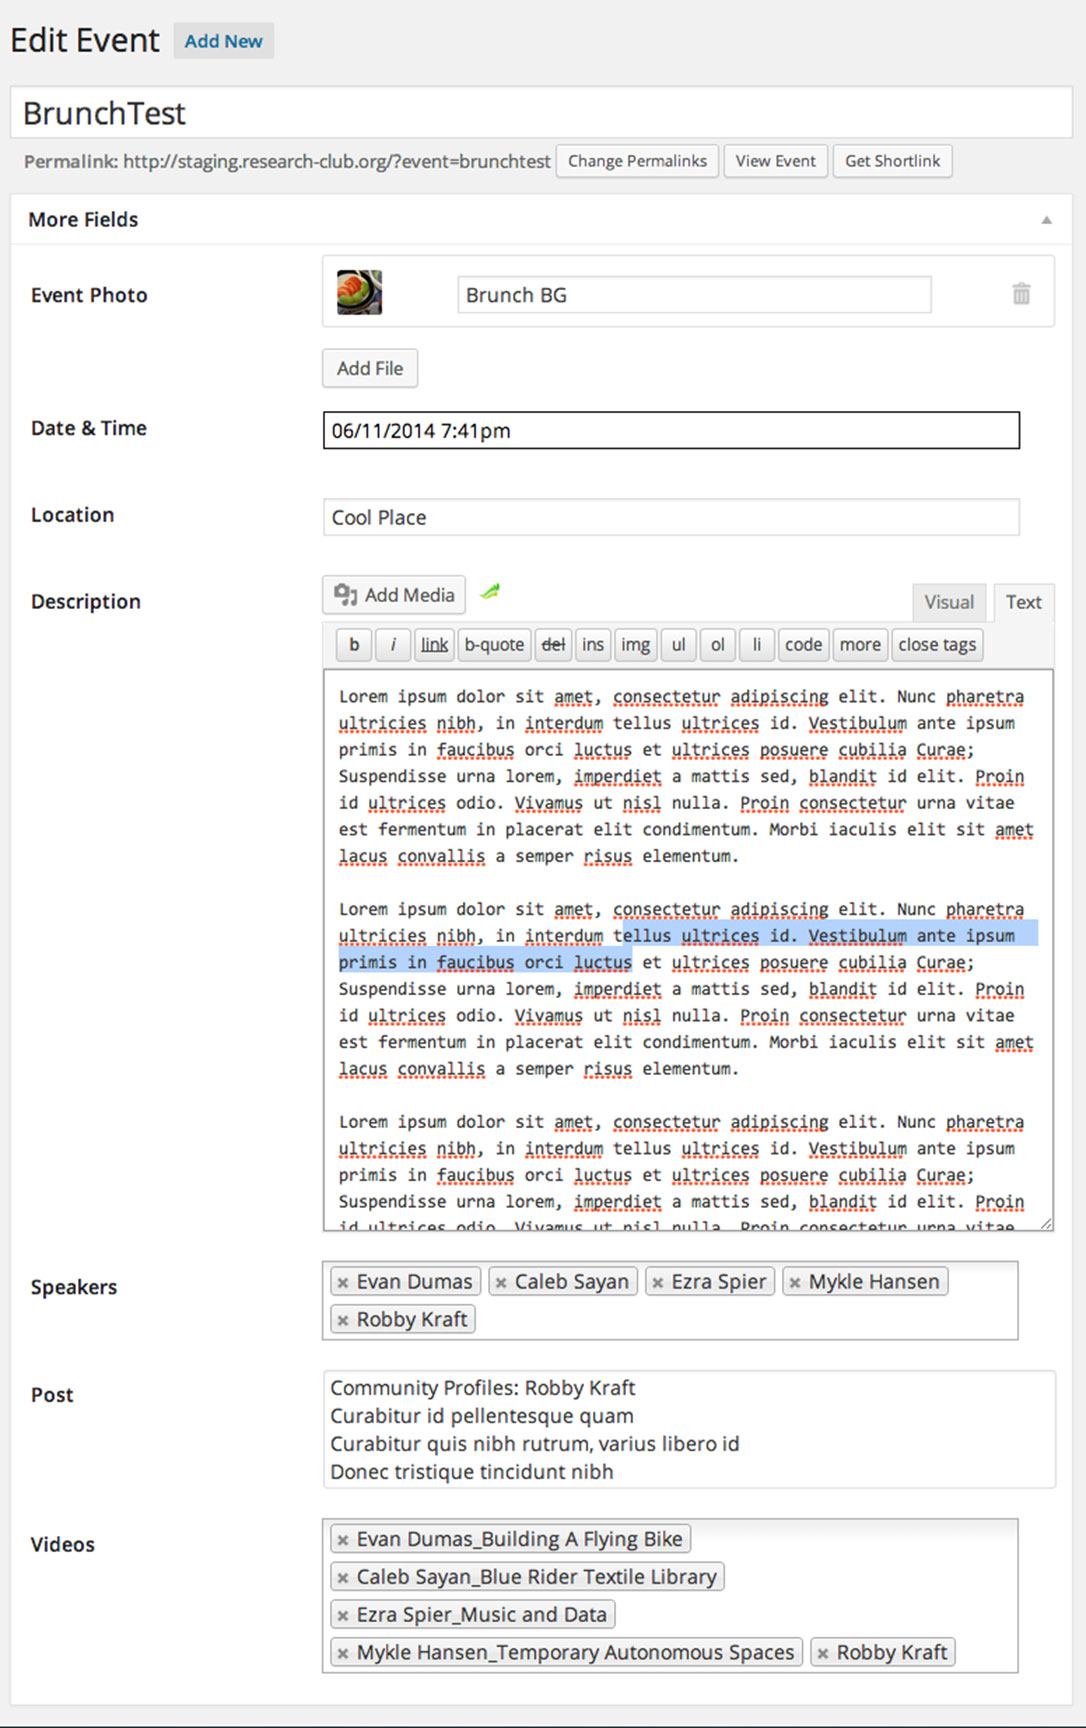 Edit Event Add New
BrunchTest
Permalink: http://staging.research-club.org/?event=brunchtest Change Permalinks View Event Get Shortlink
More Fields
Event Photo Brunch BG
Add File
Date & Time 06/11/2014 7:41pm
Location Cool Place
Description Add Media Visual Text
b i link b-quote del ins img ul ol li code more close tags
Lorem ipsum dolor sit amet, consectetur adipiscing elit. Nunc pharetra
ultricies nibh, in interdum tellus ultrices id. Vestibulum ante ipsum
primis in faucibus orci luctus et ultrices posuere cubilia Curae;
Suspendisse urna lorem, imperdiet a mattis sed, blandit id elit. Proin
id ultrices odio. Vivamus ut nisl nulla. Proin consectetur urna vitae
est fermentum in placerat elit condimentum. Morbi iaculis elit sit amet
lacus convallis a semper risus elementum.
Lorem ipsum dolor sit amet, consectetur adipiscing elit. Nunc pharetra
ultricies nibh, in interdum tellus ultrices id. Vestibulum ante ipsum
primis in faucibus orci luctus et ultrices posuere cubilia Curae;
Suspendisse urna lorem, imperdiet a mattis sed, blandit id elit. Proin
id ultrices odio. Vivamus ut nisl nulla. Proin consectetur urna vitae
est fermentum in placerat elit condimentum. Morbi iaculis elit sit amet
lacus convallis a semper risus elementum.
Lorem ipsum dolor sit amet, consectetur adipiscing elit. Nunc pharetra
ultricies nibh, in interdum tellus ultrices id. Vestibulum ante ipsum
primis in faucibus orci luctus et ultrices posuere cubilia Curae;
Suspendisse urna lorem, imperdiet a mattis sed, blandit id elit. Proin
id ultrices odio. Vivamus ut nisl nulla. Proin consectetur urna vitae
Speakers × Evan Dumas × Caleb Sayan × Ezra Spier × Mykle Hansen
× Robby Kraft
Post Community Profiles: Robby Kraft
Curabitur id pellentesque quam
Curabitur quis nibh rutrum, varius libero id
Donec tristique tincidunt nibh
Videos × Evan Dumas_Building A Flying Bike
× Caleb Sayan_Blue Rider Textile Library
× Ezra Spier_Music and Data
× Mykle Hansen_Temporary Autonomous Spaces × Robby Kraft